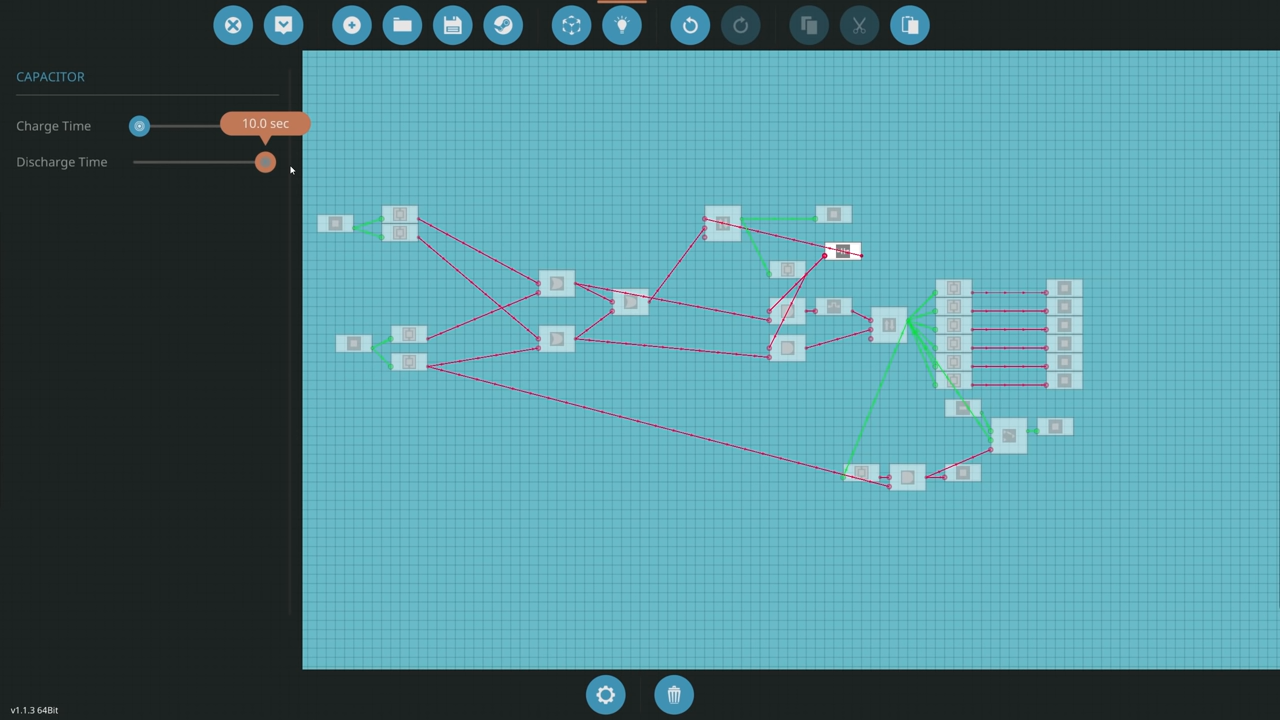 CAPACITOR
Charge Time
10.0 sec
Discharge Time
v1.1.3 64Bit